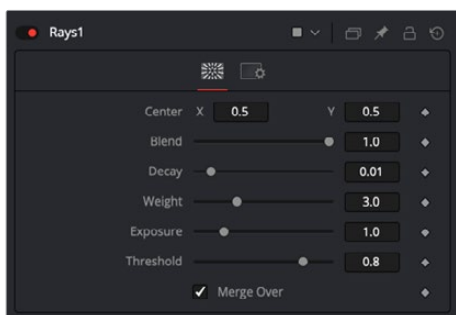 Rays1
Center X 0.5 Y 0.5
Blend 1.0
Decay 0.01
Weight 3.0
Exposure 1.0
Threshold 0.8
Merge Over